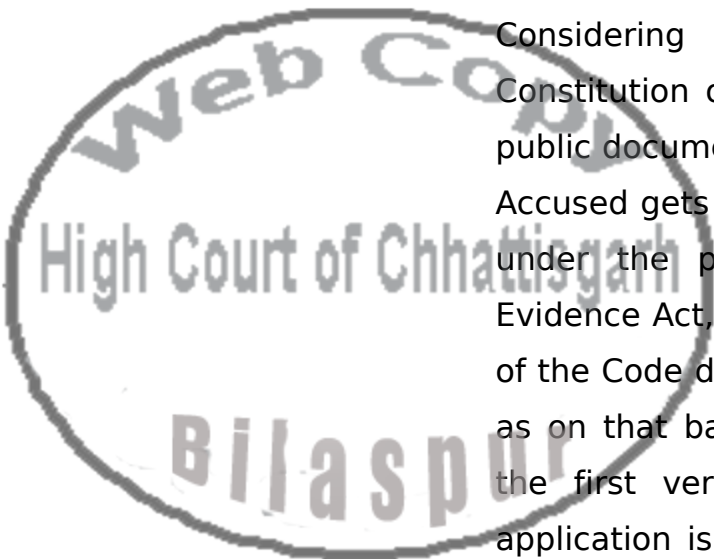 Considering
Constitution
public docume
Accused gets
under the p
Evidence Act,
of the Code d
as on that ba
the first ver
application is
Web Copy
High Court of Chhattisgarh
Bilaspur